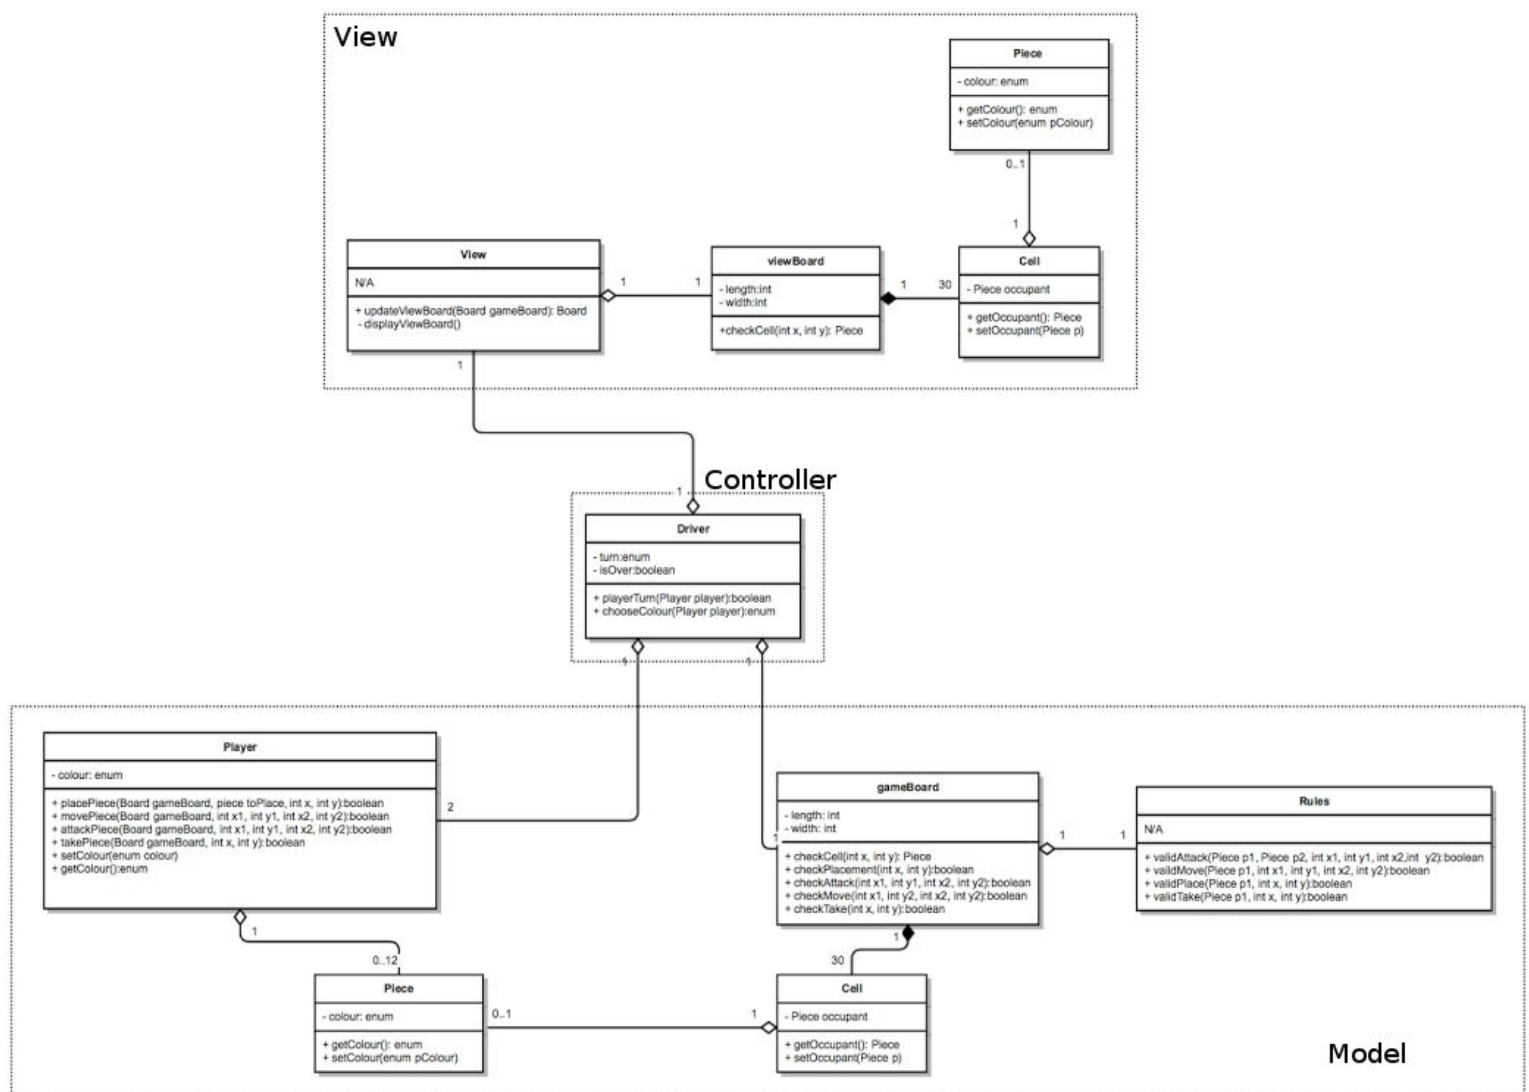 View
Piece
- colour: enum
+ getColour(): enum
+ setColour(enum pColour)
0..1
1
View
N/A
+ updateViewBoard(Board gameBoard): Board
- displayViewBoard()
1
1
viewBoard
- length:int
- width:int
+checkCell(int x, int y): Piece
1
30
Cell
- Piece occupant
+ getOccupant(): Piece
+ setOccupant(Piece p)
1
Controller
1
Driver
- turn:enum
- isOver:boolean
+ playerTurn(Player player):boolean
+ chooseColour(Player player):enum
1
1
Player
- colour: enum
+ placePiece(Board gameBoard, piece toPlace, int x, int y):boolean
+ movePiece(Board gameBoard, int x1, int y1, int x2, int y2):boolean
+ attackPiece(Board gameBoard, int x1, int y1, int x2, int y2):boolean
+ takePiece(Board gameBoard, int x, int y):boolean
+ setColour(enum colour)
+ getColour():enum
2
1
gameBoard
- length: int
- width: int
+ checkCell(int x, int y): Piece
+ checkPlacement(int x, int y):boolean
+ checkAttack(int x1, int y1, int x2, int y2):boolean
+ checkMove(int x1, int y2, int x2, int y2):boolean
+ checkTake(int x, int y):boolean
1
1
Rules
N/A
+ validAttack(Piece p1, Piece p2, int x1, int y1, int x2,int y2):boolean
+ vaildMove(Piece p1, int x1, int y1, int x2, int y2):boolean
+ validPlace(Piece p1, int x, int y):boolean
+ validTake(Piece p1, int x, int y):boolean
1
0..12
1
30
Piece
- colour: enum
+ getColour(): enum
+ setColour(enum pColour)
0..1
1
Cell
- Piece occupant
+ getOccupant(): Piece
+ setOccupant(Piece p)
Model